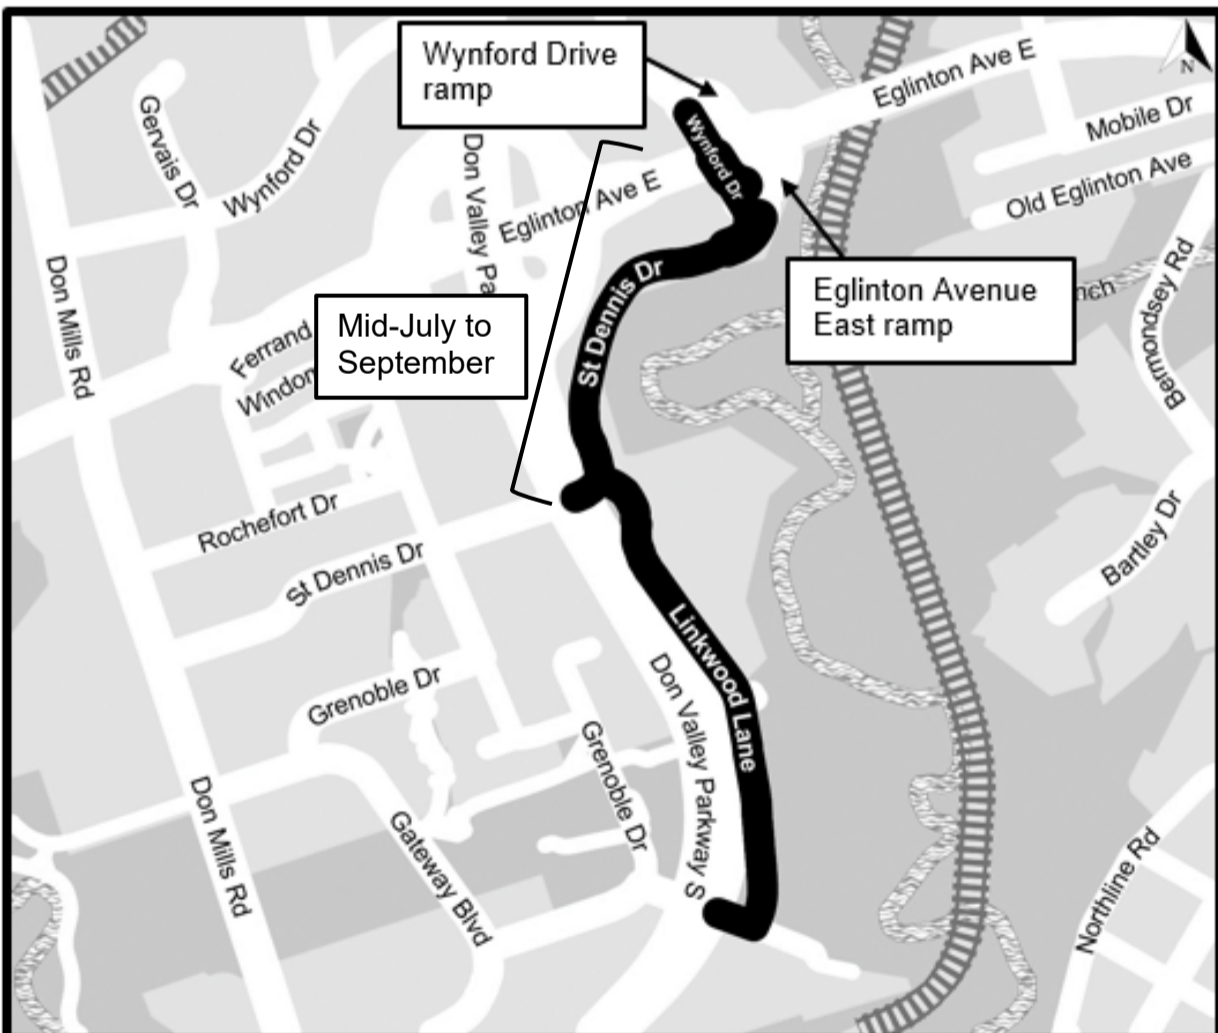 Wynford Drive
ramp
N
Eglinton Ave E
Mobile Dr
Old Eglinton Ave
Gervais Dr
Wynford Dr
Don Valley Pa
Eglinton Ave E
Wynford Dr
Don Mills Rd
St Dennis Dr
Eglinton Avenue
East ramp
nch
Bermondsey Rd
Mid-July to
September
Ferrand
Windom
Rochefort Dr
St Dennis Dr
Bartley Dr
Linkwood Lane
Grenoble Dr
Don Valley Parkway S
Grenoble Dr
Don Mills Rd
Gateway Blvd
Northline Rd